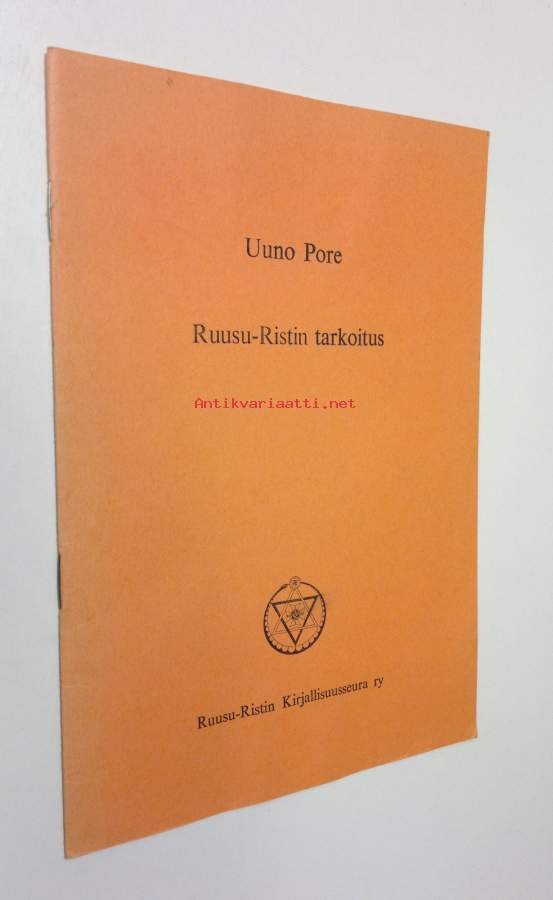 Uuno Pore
Ruusu-Ristin tarkoitus
Antikvariaatti.net
Ruusu-Ristin Kirjallisuusseura ry